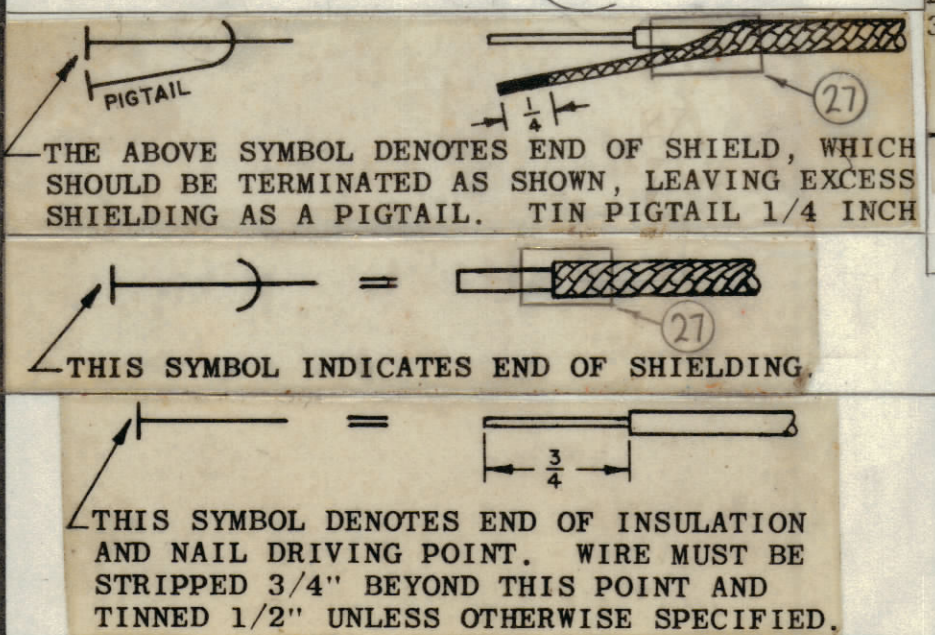 PIGTAIL
27
1/4
THE ABOVE SYMBOL DENOTES END OF SHIELD, WHICH
SHOULD BE TERMINATED AS SHOWN, LEAVING EXCESS
SHIELDING AS A PIGTAIL. TIN PIGTAIL 1/4 INCH
=
27
THIS SYMBOL INDICATES END OF SHIELDING.
=
3/4
THIS SYMBOL DENOTES END OF INSULATION
AND NAIL DRIVING POINT. WIRE MUST BE
STRIPPED 3/4" BEYOND THIS POINT AND
TINNED 1/2" UNLESS OTHERWISE SPECIFIED.